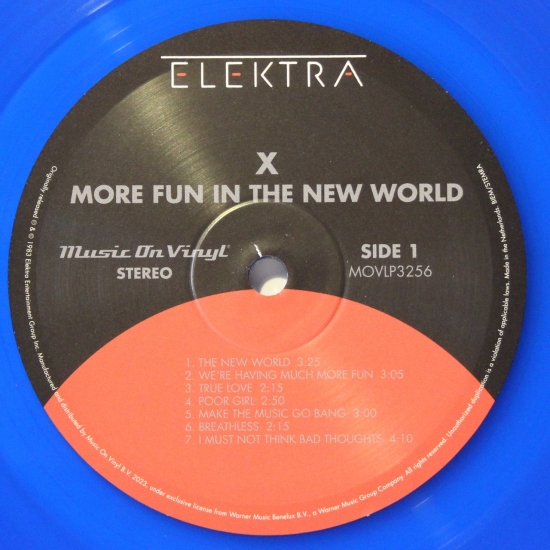 ELEKTRA
X
MORE FUN IN THE NEW WORLD
Music On Vinyl®
STEREO
SIDE 1
MOVLP3256
1. THE NEW WORLD 3:25
2. WE'RE HAVING MUCH MORE FUN 3:05
3. TRUE LOVE 2:15
4. POOR GIRL 2:50
5. MAKE THE MUSIC GO BANG 3:00
6. BREATHLESS 2:15
7. I MUST NOT THINK BAD THOUGHTS 4:10
Originally released ℗ & © 1983 Elektra Entertainment Group Inc. Manufactured and distributed by Music On Vinyl B.V. 2023, under exclusive license from Warner Music Benelux B.V., a Warner Music Group Company. All rights reserved. Unauthorized duplication is a violation of applicable laws. Made in the Netherlands. BIEM/STEMRA